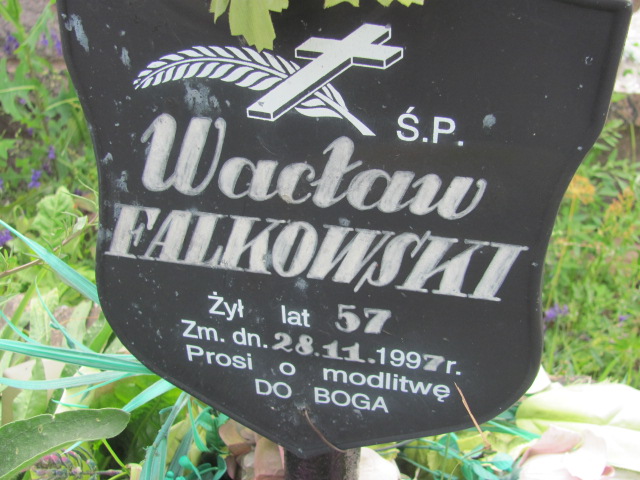 Ś.P.
Wacław
FALKOWSKI
Żył lat 57
Zm. dn. 28.11.1997r.
Prosi o modlitwę
DO BOGA